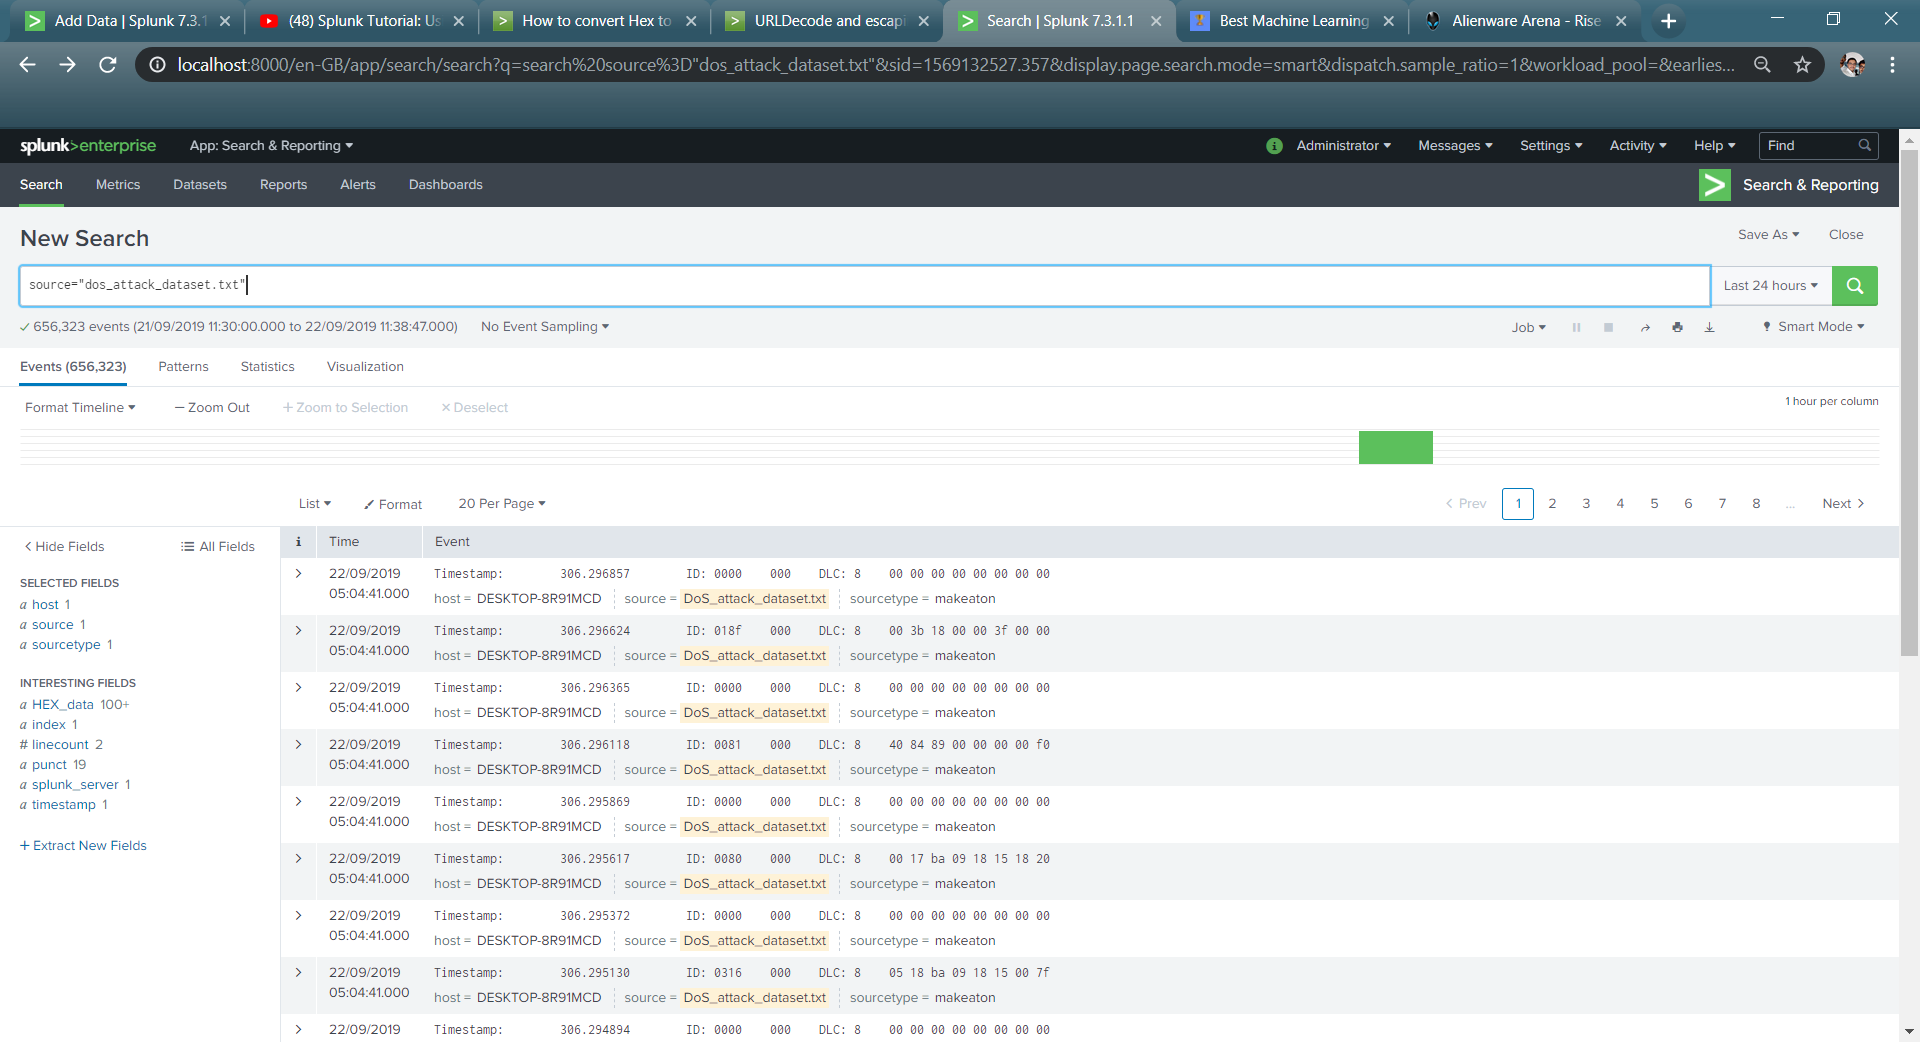 Add Data | Splunk 7.3.1
(48) Splunk Tutorial: Us
How to convert Hex to
URLDecode and escapi
Search | Splunk 7.3.1.1
Best Machine Learning
Alienware Arena - Rise
localhost:8000/en-GB/app/search/search?q=search%20source%3D"dos_attack_dataset.txt"&sid=1569132527.357&display.page.search.mode=smart&dispatch.sample_ratio=1&workload_pool=&earlies...
splunk>enterprise App: Search & Reporting
Administrator Messages Settings Activity Help Find
Search Metrics Datasets Reports Alerts Dashboards
Search & Reporting
New Search
Save As Close
source="dos_attack_dataset.txt"
Last 24 hours
656,323 events (21/09/2019 11:30:00.000 to 22/09/2019 11:38:47.000) No Event Sampling
Job Smart Mode
Events (656,323) Patterns Statistics Visualization
Format Timeline — Zoom Out + Zoom to Selection × Deselect
1 hour per column
List Format 20 Per Page
< Prev 1 2 3 4 5 6 7 8 ... Next >
< Hide Fields All Fields
SELECTED FIELDS
a host 1
a source 1
a sourcetype 1
INTERESTING FIELDS
a HEX_data 100+
a index 1
# linecount 2
a punct 19
a splunk_server 1
a timestamp 1
+ Extract New Fields
i Time Event
> 22/09/2019 05:04:41.000 Timestamp: 306.296857 ID: 0000 000 DLC: 8 00 00 00 00 00 00 00 00
host = DESKTOP-8R91MCD source = DoS_attack_dataset.txt sourcetype = makeaton
> 22/09/2019 05:04:41.000 Timestamp: 306.296624 ID: 018f 000 DLC: 8 00 3b 18 00 00 3f 00 00
host = DESKTOP-8R91MCD source = DoS_attack_dataset.txt sourcetype = makeaton
> 22/09/2019 05:04:41.000 Timestamp: 306.296365 ID: 0000 000 DLC: 8 00 00 00 00 00 00 00 00
host = DESKTOP-8R91MCD source = DoS_attack_dataset.txt sourcetype = makeaton
> 22/09/2019 05:04:41.000 Timestamp: 306.296118 ID: 0081 000 DLC: 8 40 84 89 00 00 00 00 f0
host = DESKTOP-8R91MCD source = DoS_attack_dataset.txt sourcetype = makeaton
> 22/09/2019 05:04:41.000 Timestamp: 306.295869 ID: 0000 000 DLC: 8 00 00 00 00 00 00 00 00
host = DESKTOP-8R91MCD source = DoS_attack_dataset.txt sourcetype = makeaton
> 22/09/2019 05:04:41.000 Timestamp: 306.295617 ID: 0080 000 DLC: 8 00 17 ba 09 18 15 18 20
host = DESKTOP-8R91MCD source = DoS_attack_dataset.txt sourcetype = makeaton
> 22/09/2019 05:04:41.000 Timestamp: 306.295372 ID: 0000 000 DLC: 8 00 00 00 00 00 00 00 00
host = DESKTOP-8R91MCD source = DoS_attack_dataset.txt sourcetype = makeaton
> 22/09/2019 05:04:41.000 Timestamp: 306.295130 ID: 0316 000 DLC: 8 05 18 ba 09 18 15 00 7f
host = DESKTOP-8R91MCD source = DoS_attack_dataset.txt sourcetype = makeaton
> 22/09/2019 Timestamp: 306.294894 ID: 0000 000 DLC: 8 00 00 00 00 00 00 00 00